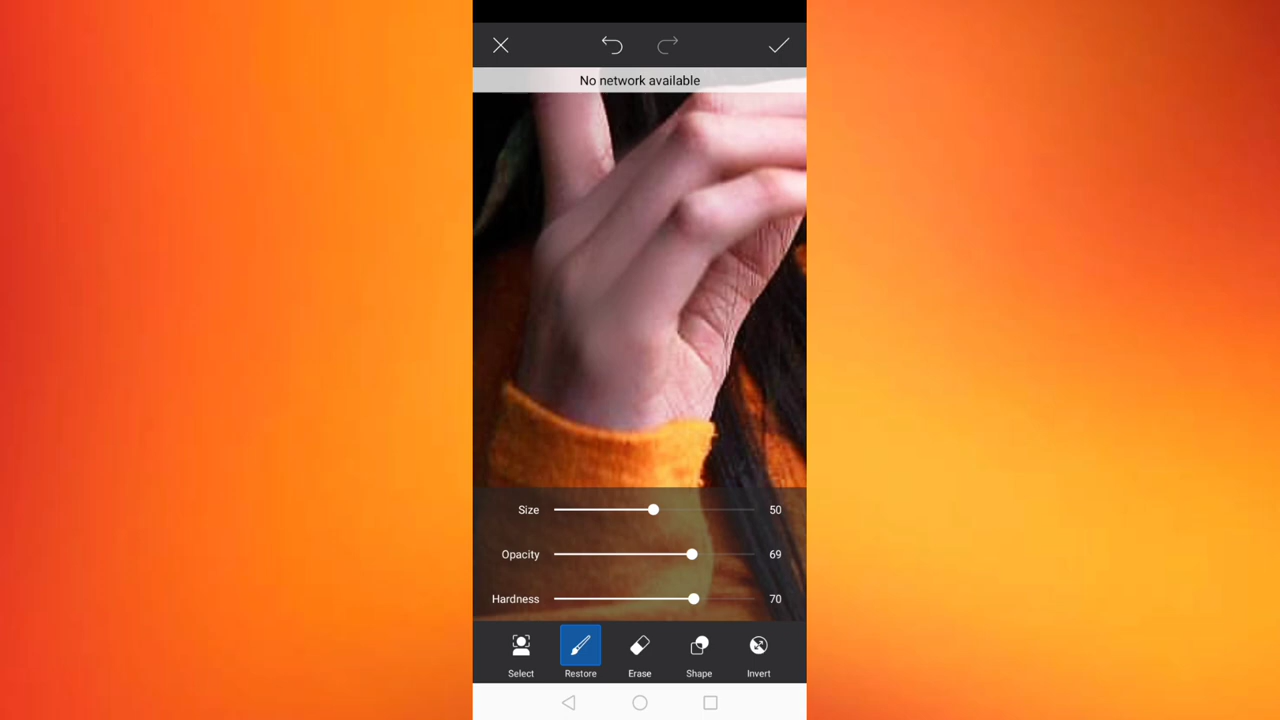 No network available
Size 50
Opacity 69
Hardness 70
Select Restore Erase Shape Invert